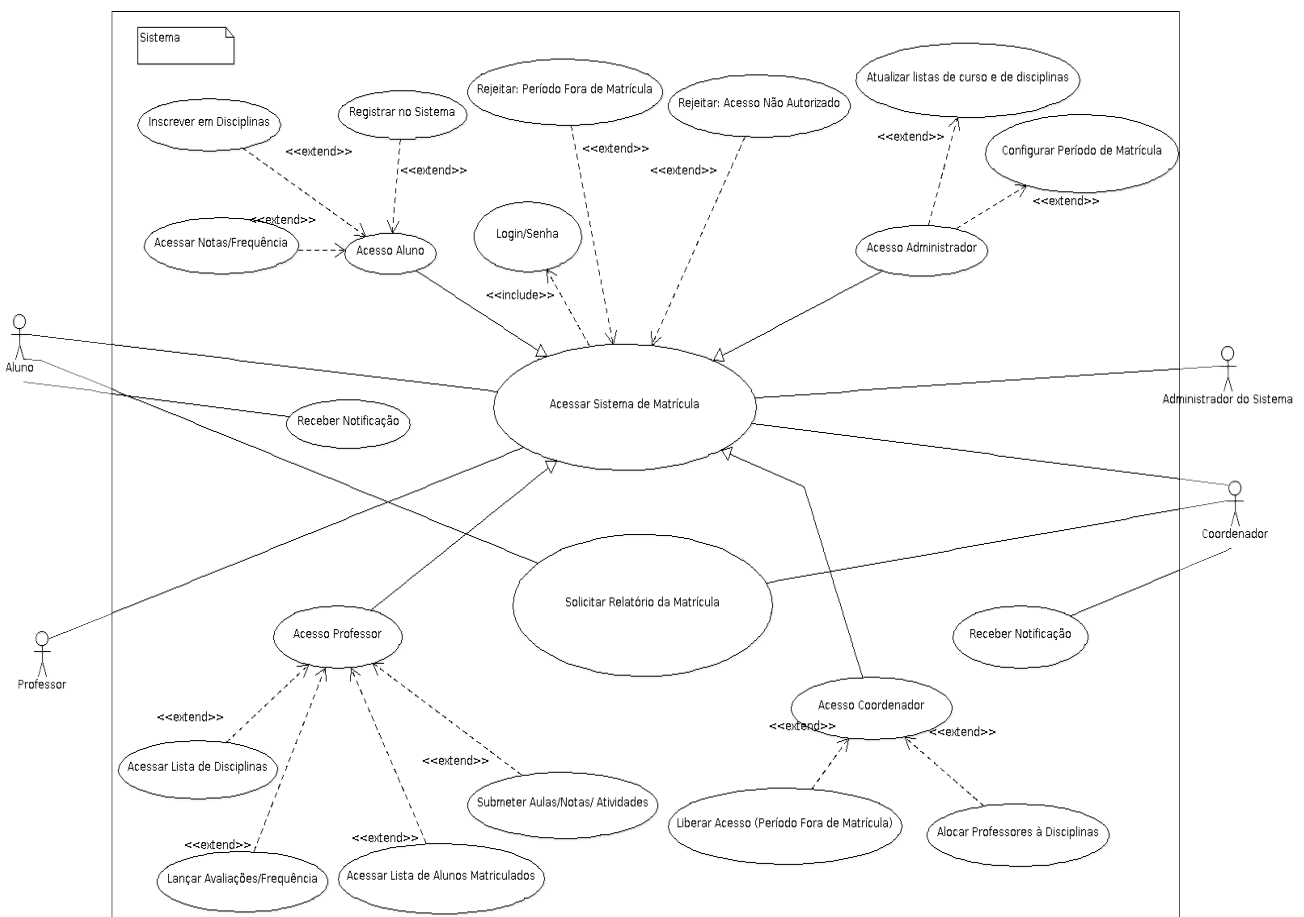 Sistema
Atualizar listas de curso e de disciplinas
Rejeitar: Período Fora de Matrícula
Rejeitar: Acesso Não Autorizado
Registrar no Sistema
Inscrever em Disciplinas
<<extend>>
<<extend>>
<<extend>>
Configurar Período de Matrícula
<<extend>>
<<extend>>
<<extend>>
<<extend>>
<<extend>>
Login/Senha
Acessar Notas/Frequência
Acesso Aluno
Acesso Administrador
<<include>>
Aluno
Administrador do Sistema
Acessar Sistema de Matrícula
Receber Notificação
Coordenador
Solicitar Relatório da Matrícula
Acesso Professor
Receber Notificação
Professor
Acesso Coordenador
<<extend>>
<<extend>>
<<extend>>
<<extend>>
Acessar Lista de Disciplinas
Submeter Aulas/Notas/ Atividades
Liberar Acesso (Período Fora de Matrícula)
Alocar Professores à Disciplinas
<<extend>>
<<extend>>
Lançar Avaliações/Frequência
Acessar Lista de Alunos Matriculados